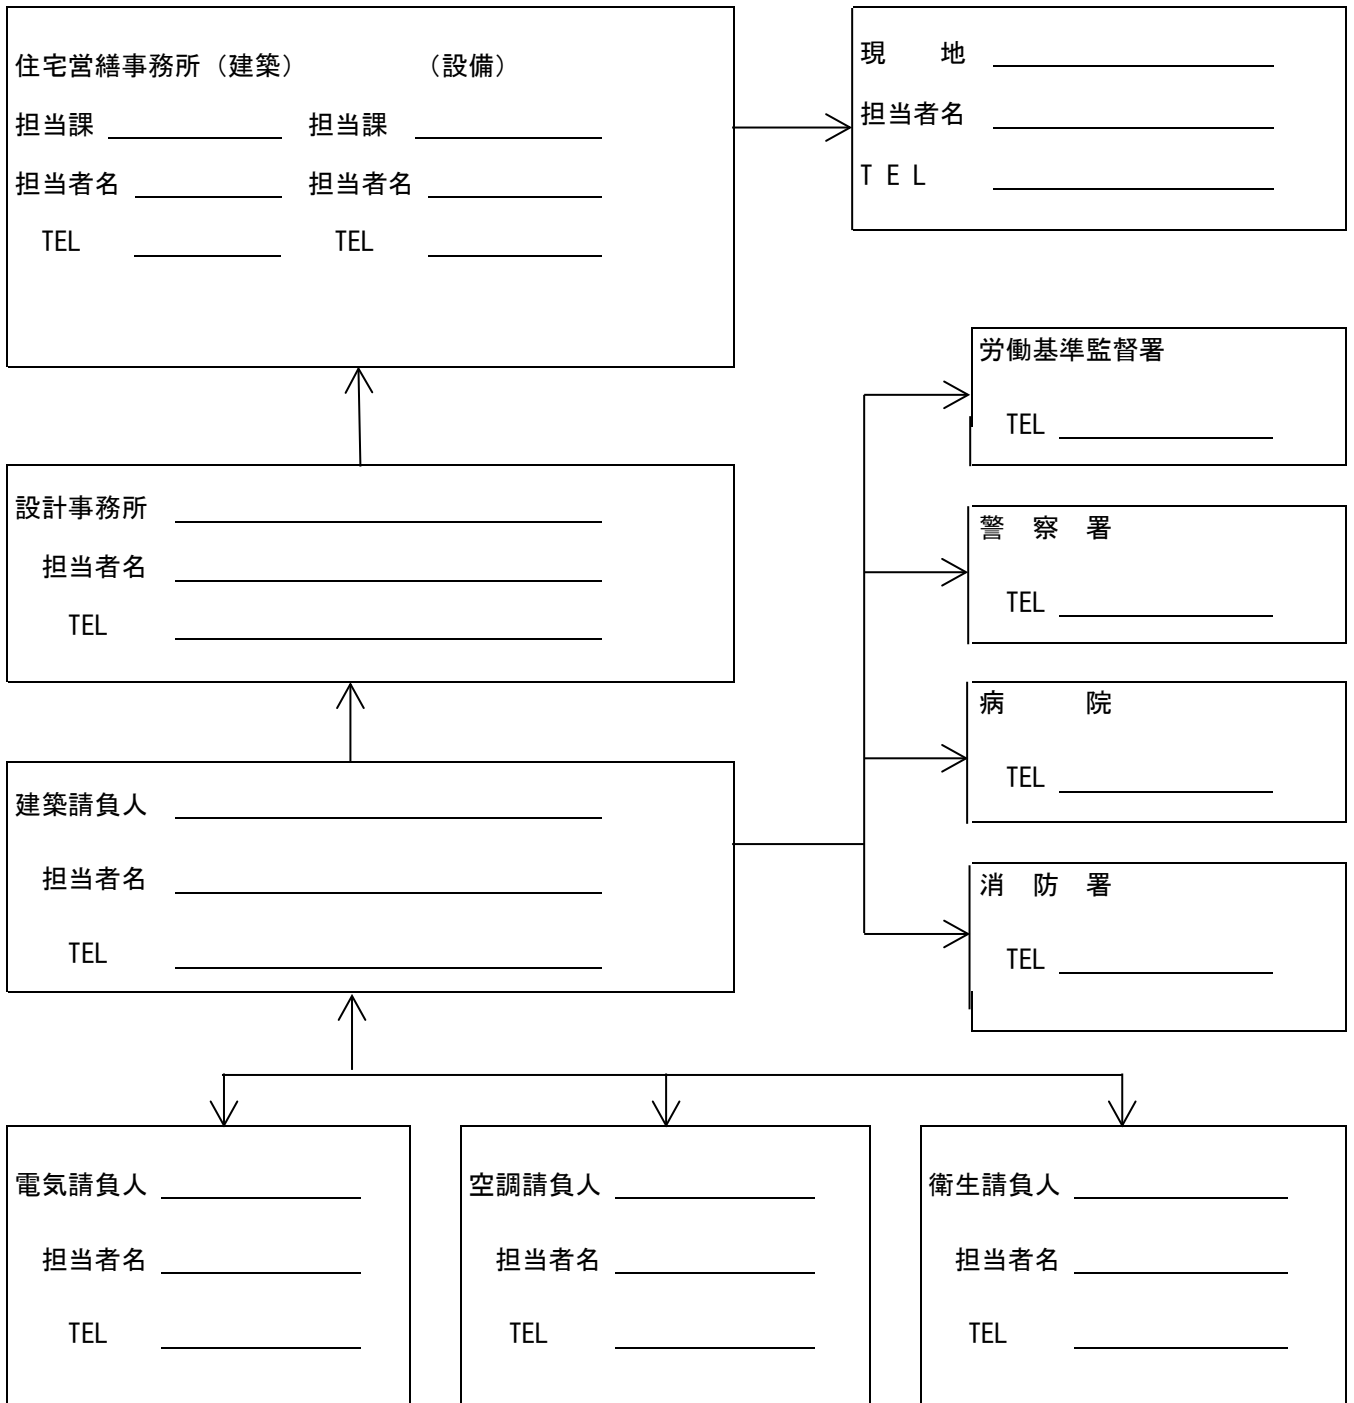 住宅営繕事務所（建築）　（設備）
担当課　担当課
担当者名　担当者名
TEL　TEL
現　地
担当者名
ＴＥＬ
労働基準監督署
TEL
設計事務所
担当者名
TEL
警　察　署
TEL
病　　　院
TEL
建築請負人
担当者名
TEL
消　防　署
TEL
電気請負人
担当者名
TEL
空調請負人
担当者名
TEL
衛生請負人
担当者名
TEL